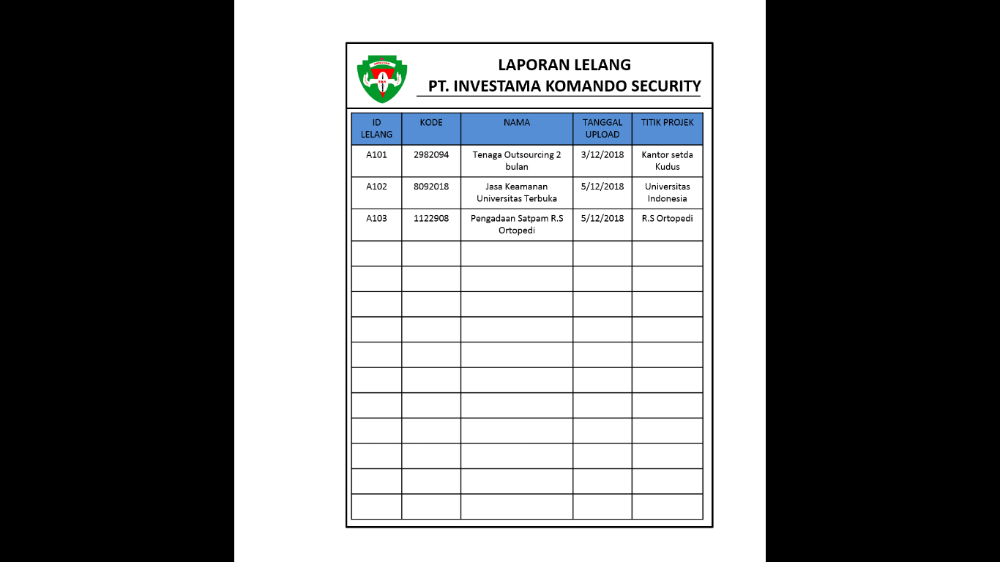 KOMANDO
IKS
LAPORAN LELANG
PT. INVESTAMA KOMANDO SECURITY
ID LELANG KODE NAMA TANGGAL UPLOAD TITIK PROJEK
A101 2982094 Tenaga Outsourcing 2 bulan 3/12/2018 Kantor setda Kudus
A102 8092018 Jasa Keamanan Universitas Terbuka 5/12/2018 Universitas Indonesia
A103 1122908 Pengadaan Satpam R.S Ortopedi 5/12/2018 R.S Ortopedi